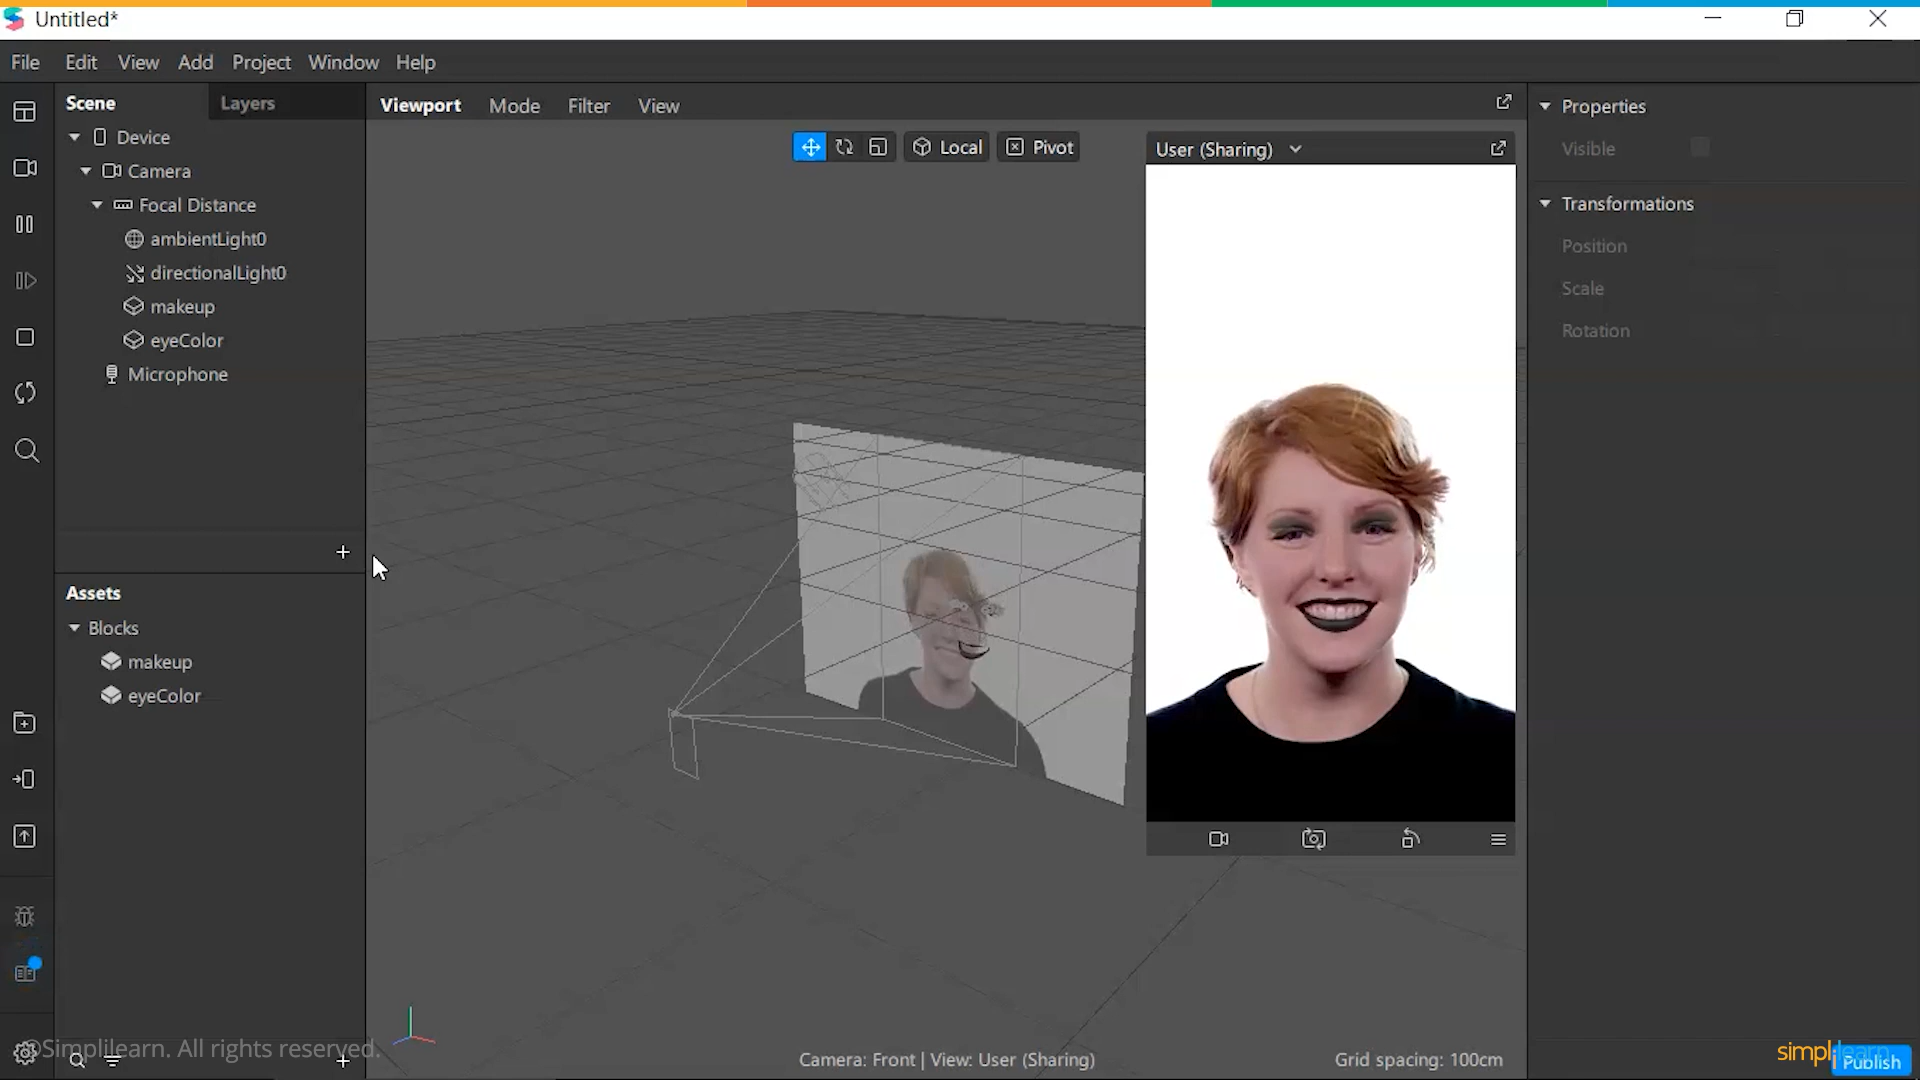 Untitled*
File Edit View Add Project Window Help
Scene Layers
Device
Camera
Focal Distance
ambientLight0
directionalLight0
makeup
eyeColor
Microphone
+
Assets
Blocks
makeup
eyeColor
+
Viewport Mode Filter View
Local Pivot
User (Sharing)
Camera: Front | View: User (Sharing)
Grid spacing: 100cm
Properties
Visible
Transformations
Position
Scale
Rotation
©Simplilearn. All rights reserved.
simplilearn
Publish